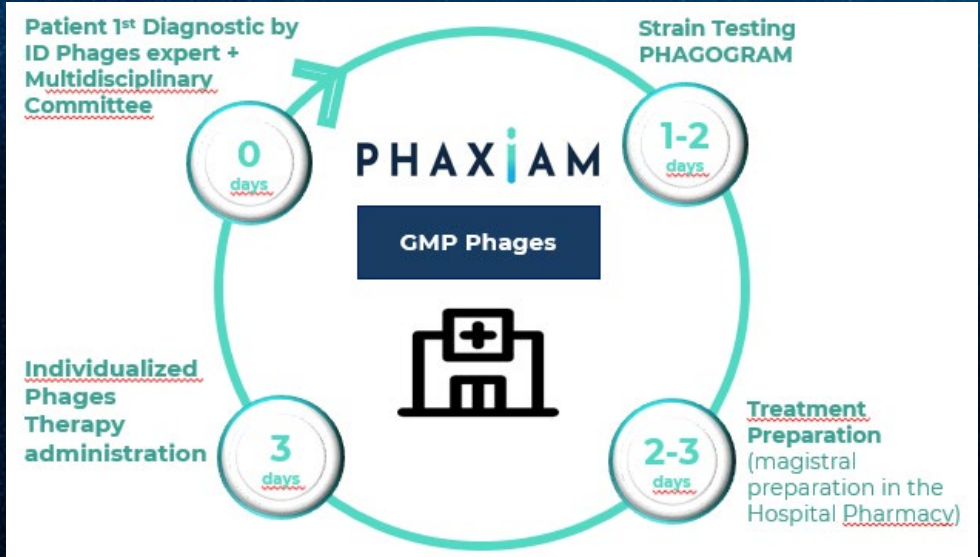 Patient 1st Diagnostic by
ID Phages expert +
Multidisciplinary
Committee
0
days
Strain Testing
PHAGOGRAM
1-2
days
PHAXiAM
GMP Phages
Individualized
Phages
Therapy
administration
3
days
2-3
days
Treatment
Preparation
(magistral
preparation in the
Hospital Pharmacy)